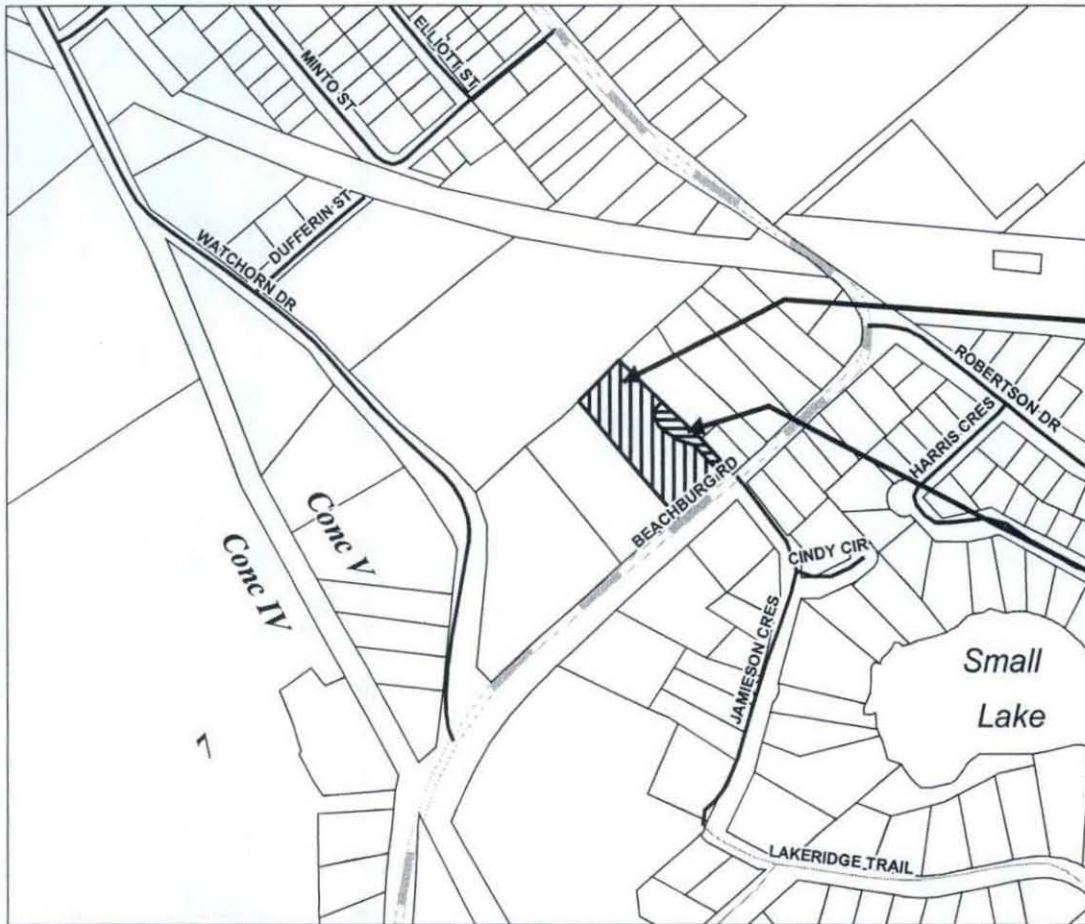 ELLIOTT ST
MINTO ST
DUFFERIN ST
WATCHORN DR
ROBERTSON DR
HARRIS CRES
BEACHBURG RD
Conc V
Conc IV
CINDY CIR
JAMIESON CRES
Small
Lake
7
LAKERIDGE TRAIL